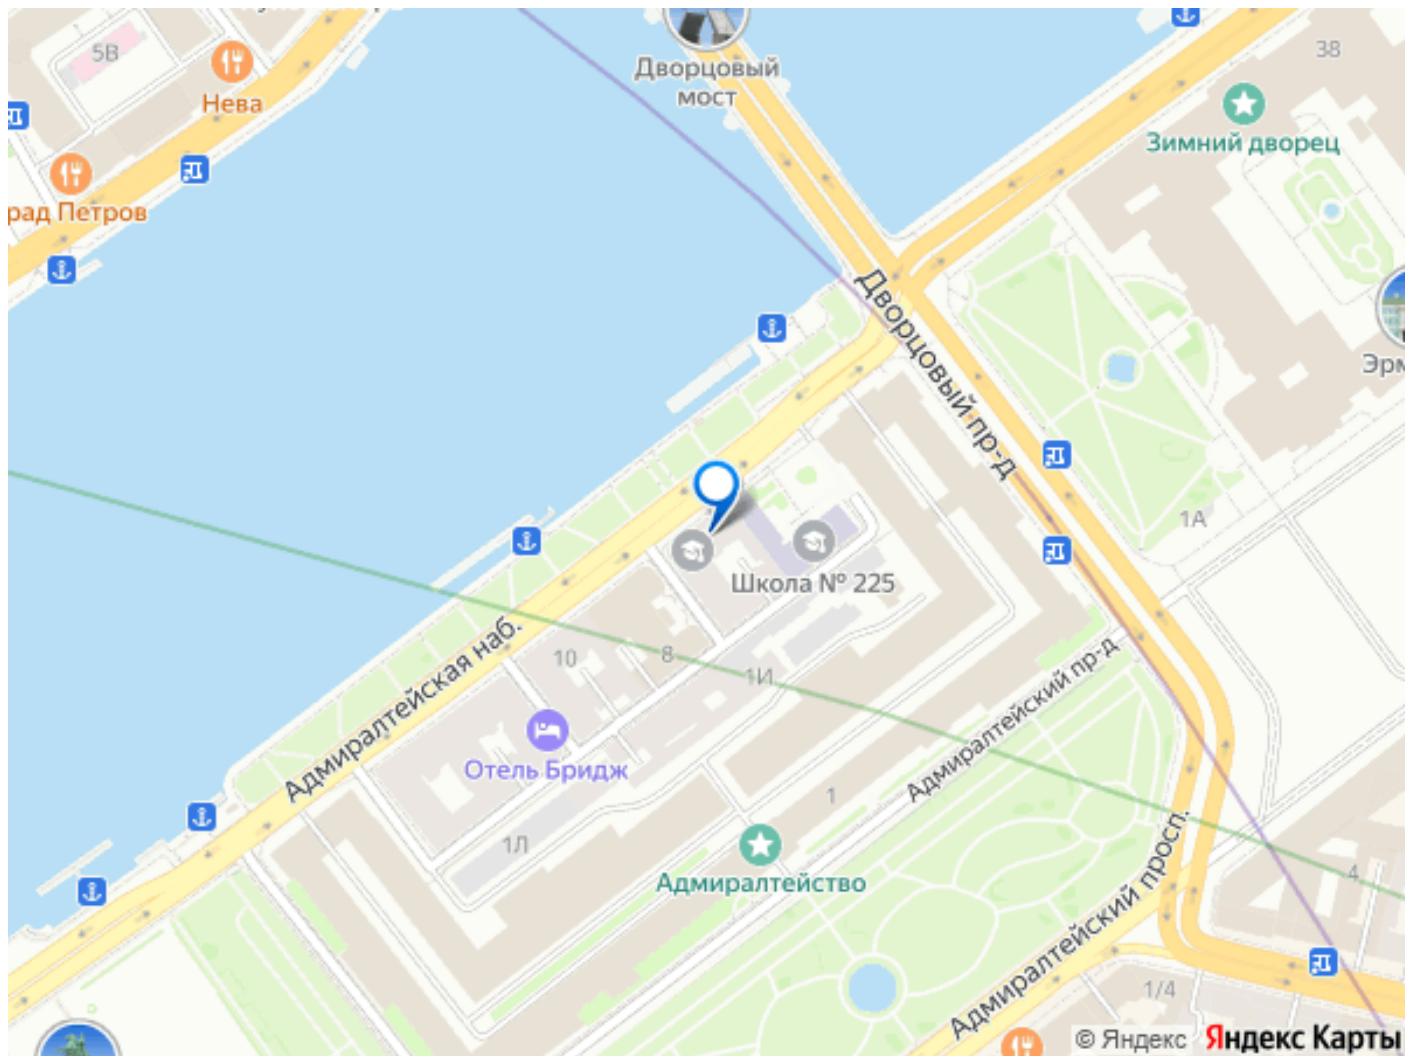 5В
Нева
рад Петров
Дворцовый
мост
38
Зимний дворец
Эрм
Дворцовый пр-д
1А
Школа № 225
Адмиралтейская наб.
10
8
1И
Отель Бридж
Адмиралтейский пр-д
1
1Л
Адмиралтейство
Адмиралтейский просп.
4
1/4
© Яндекс Яндекс Карты